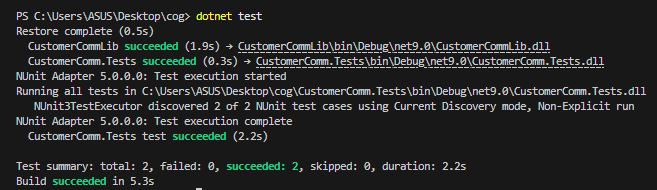 PS C:\Users\ASUS\Desktop\cog> dotnet test
Restore complete (0.5s)
CustomerCommLib succeeded (1.9s) → CustomerCommLib\bin\Debug\net9.0\CustomerCommLib.dll
CustomerComm.Tests succeeded (0.3s) → CustomerComm.Tests\bin\Debug\net9.0\CustomerComm.Tests.dll
NUnit Adapter 5.0.0.0: Test execution started
Running all tests in C:\Users\ASUS\Desktop\cog\CustomerComm.Tests\bin\Debug\net9.0\CustomerComm.Tests.dll
NUnit3TestExecutor discovered 2 of 2 NUnit test cases using Current Discovery mode, Non-Explicit run
NUnit Adapter 5.0.0.0: Test execution complete
CustomerComm.Tests test succeeded (2.2s)
Test summary: total: 2, failed: 0, succeeded: 2, skipped: 0, duration: 2.2s
Build succeeded in 5.3s